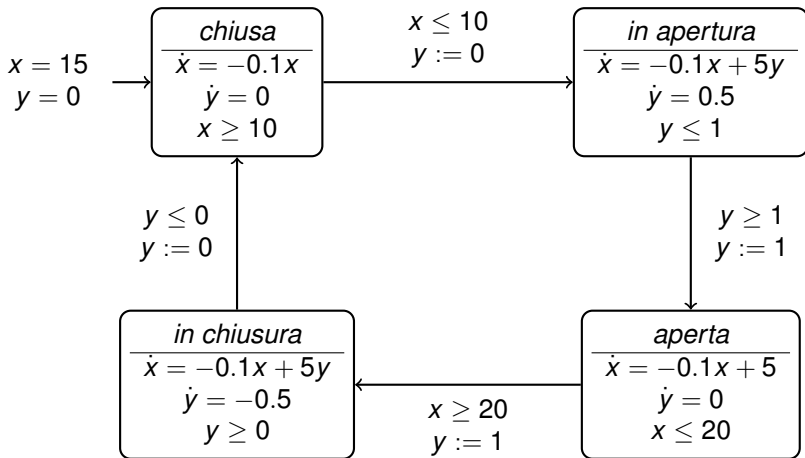 x = 15
y = 0
chiusa
ẋ = −0.1x
ẏ = 0
x ≥ 10
x ≤ 10
y := 0
in apertura
ẋ = −0.1x + 5y
ẏ = 0.5
y ≤ 1
y ≤ 0
y := 0
y ≥ 1
y := 1
in chiusura
ẋ = −0.1x + 5y
ẏ = −0.5
y ≥ 0
x ≥ 20
y := 1
aperta
ẋ = −0.1x + 5
ẏ = 0
x ≤ 20